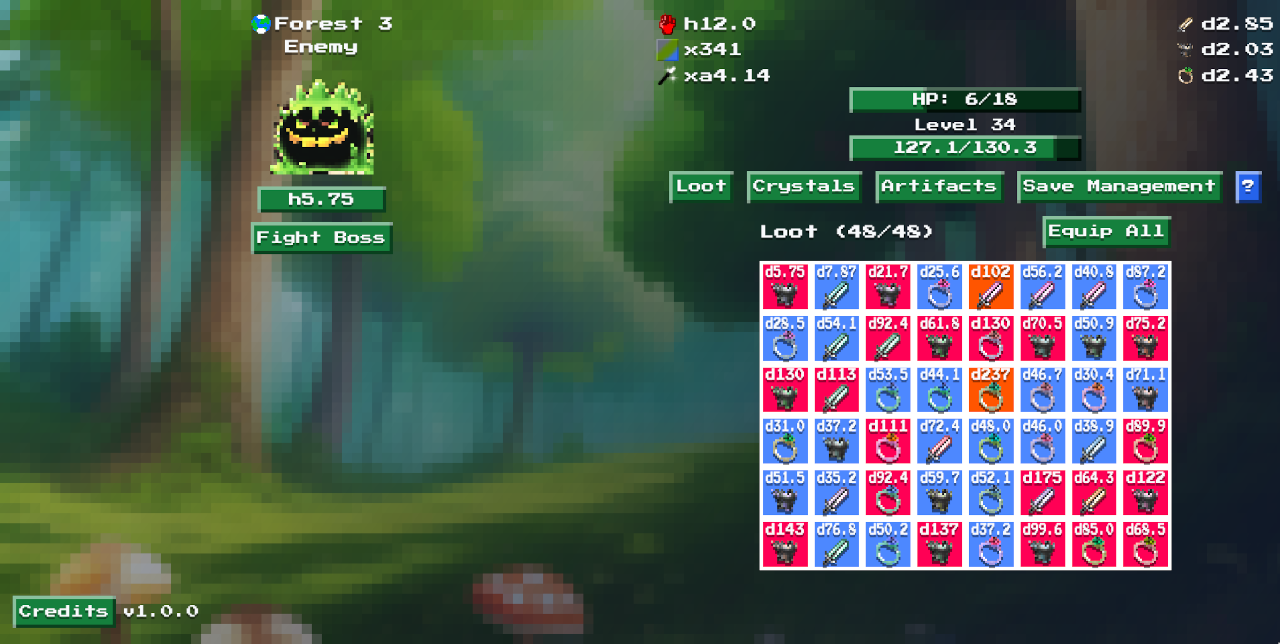 Forest 3
Enemy
h5.75
Fight Boss
h12.0
x341
xa4.14
d2.85
d2.03
d2.43
HP: 6/18
Level 34
127.1/130.3
Loot Crystals Artifacts Save Management ?
Loot (48/48) Equip All
d5.75 d7.87 d21.7 d25.6 d102 d56.2 d40.8 d87.2
d28.5 d54.1 d92.4 d61.8 d130 d70.5 d50.9 d75.2
d130 d113 d53.5 d44.1 d237 d46.7 d30.4 d71.1
d31.0 d37.2 d111 d72.4 d48.0 d46.0 d38.9 d89.9
d51.5 d35.2 d92.4 d59.7 d52.1 d175 d64.3 d122
d143 d76.8 d50.2 d137 d37.2 d99.6 d85.0 d68.5
Credits v1.0.0